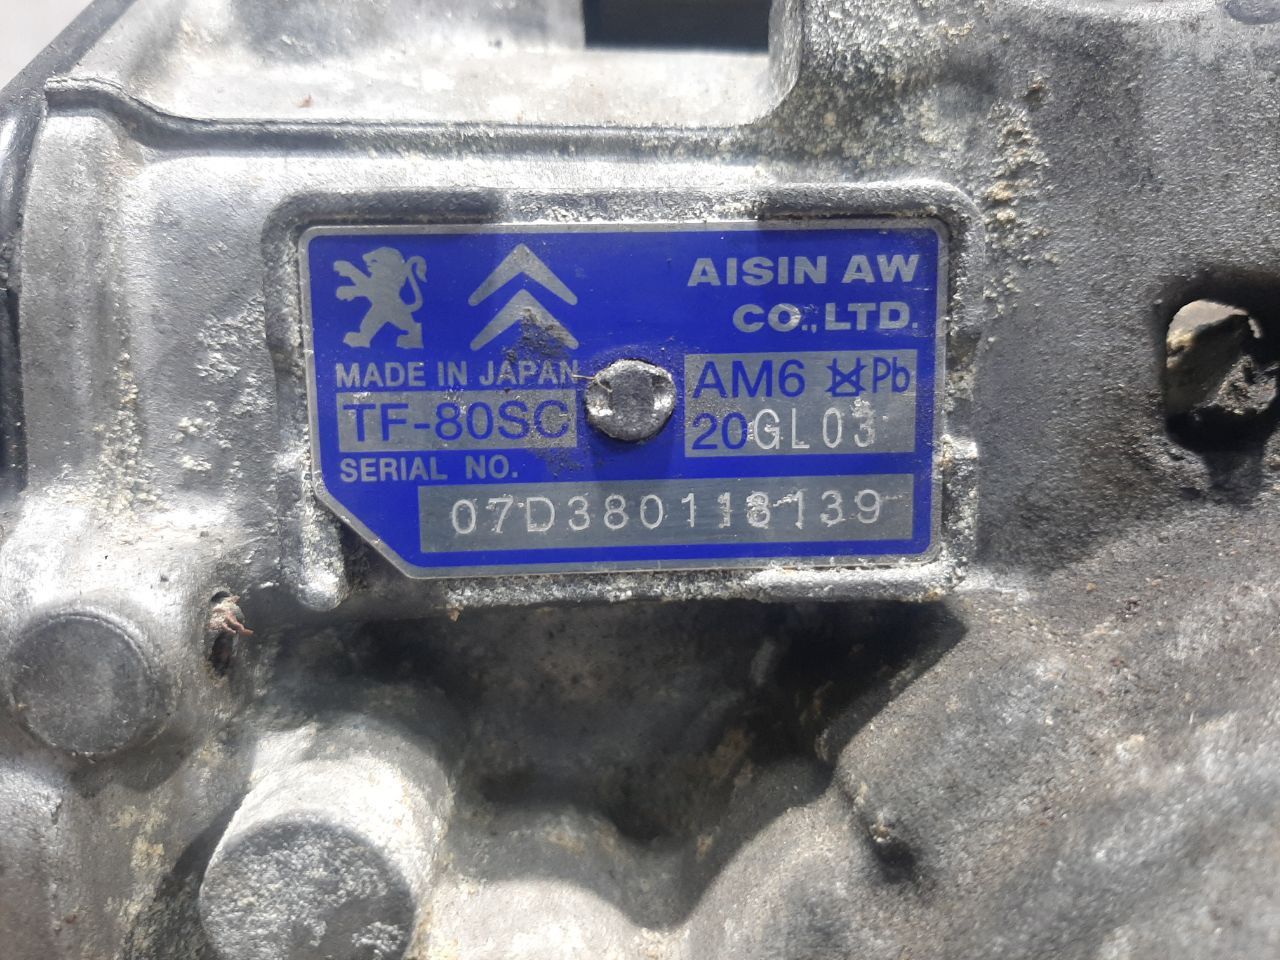 AISIN AW
CO.,LTD.
MADE IN JAPAN
TF-80SC
AM6 Pb
20GL03
SERIAL NO.
07D380118139